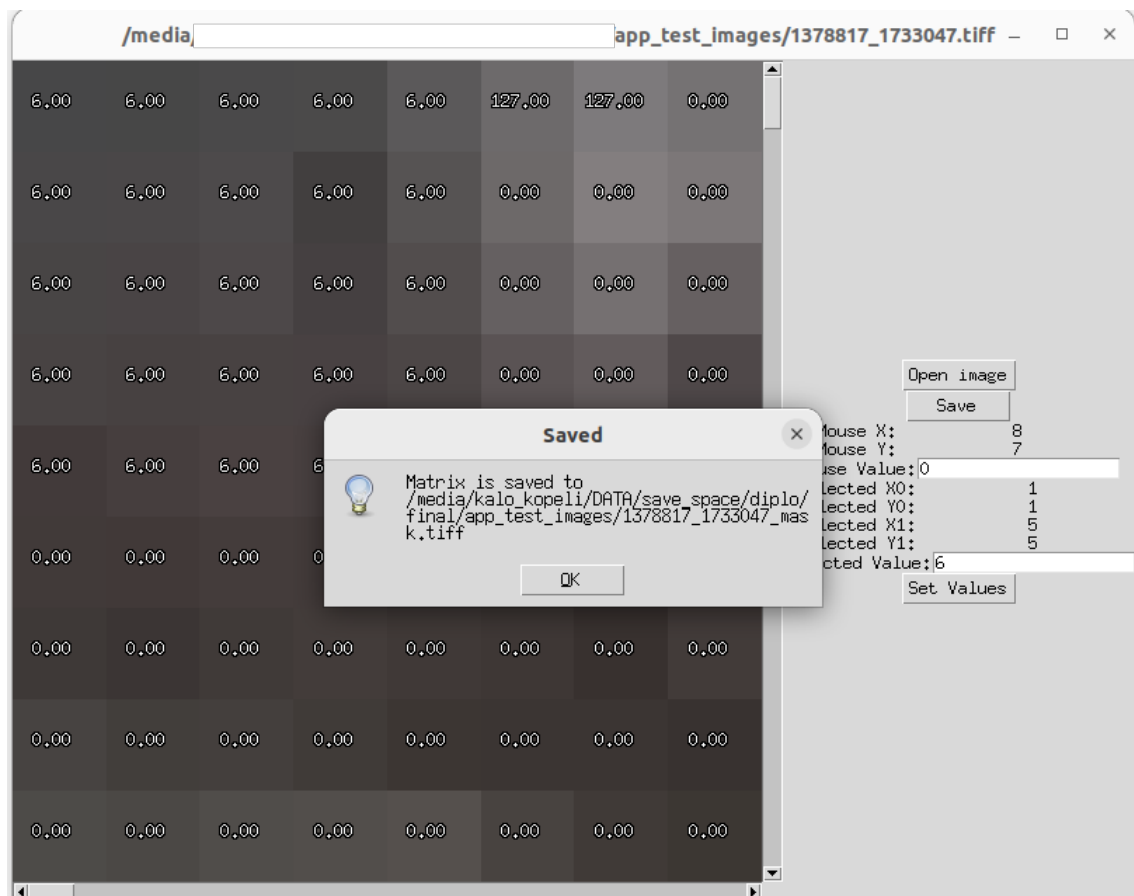 /media/ app_test_images/1378817_1733047.tiff
6.00 6.00 6.00 6.00 6.00 127.00 127.00 0.00
6.00 6.00 6.00 6.00 6.00 0.00 0.00 0.00
6.00 6.00 6.00 6.00 6.00 0.00 0.00 0.00
6.00 6.00 6.00 6.00 6.00 0.00 0.00 0.00
6.00 6.00 6.00 6
0.00 0.00 0.00 0
0.00 0.00 0.00 0.00 0.00 0.00 0.00 0.00
0.00 0.00 0.00 0.00 0.00 0.00 0.00 0.00
0.00 0.00 0.00 0.00 0.00 0.00 0.00 0.00
Saved
Matrix is saved to
/media/kalo_kopeli/DATA/save_space/diplo/
final/app_test_images/1378817_1733047_mas
k.tiff
OK
Open image
Save
Mouse X: 8
Mouse Y: 7
use Value: 0
lected X0: 1
lected Y0: 1
lected X1: 5
lected Y1: 5
cted Value: 6
Set Values